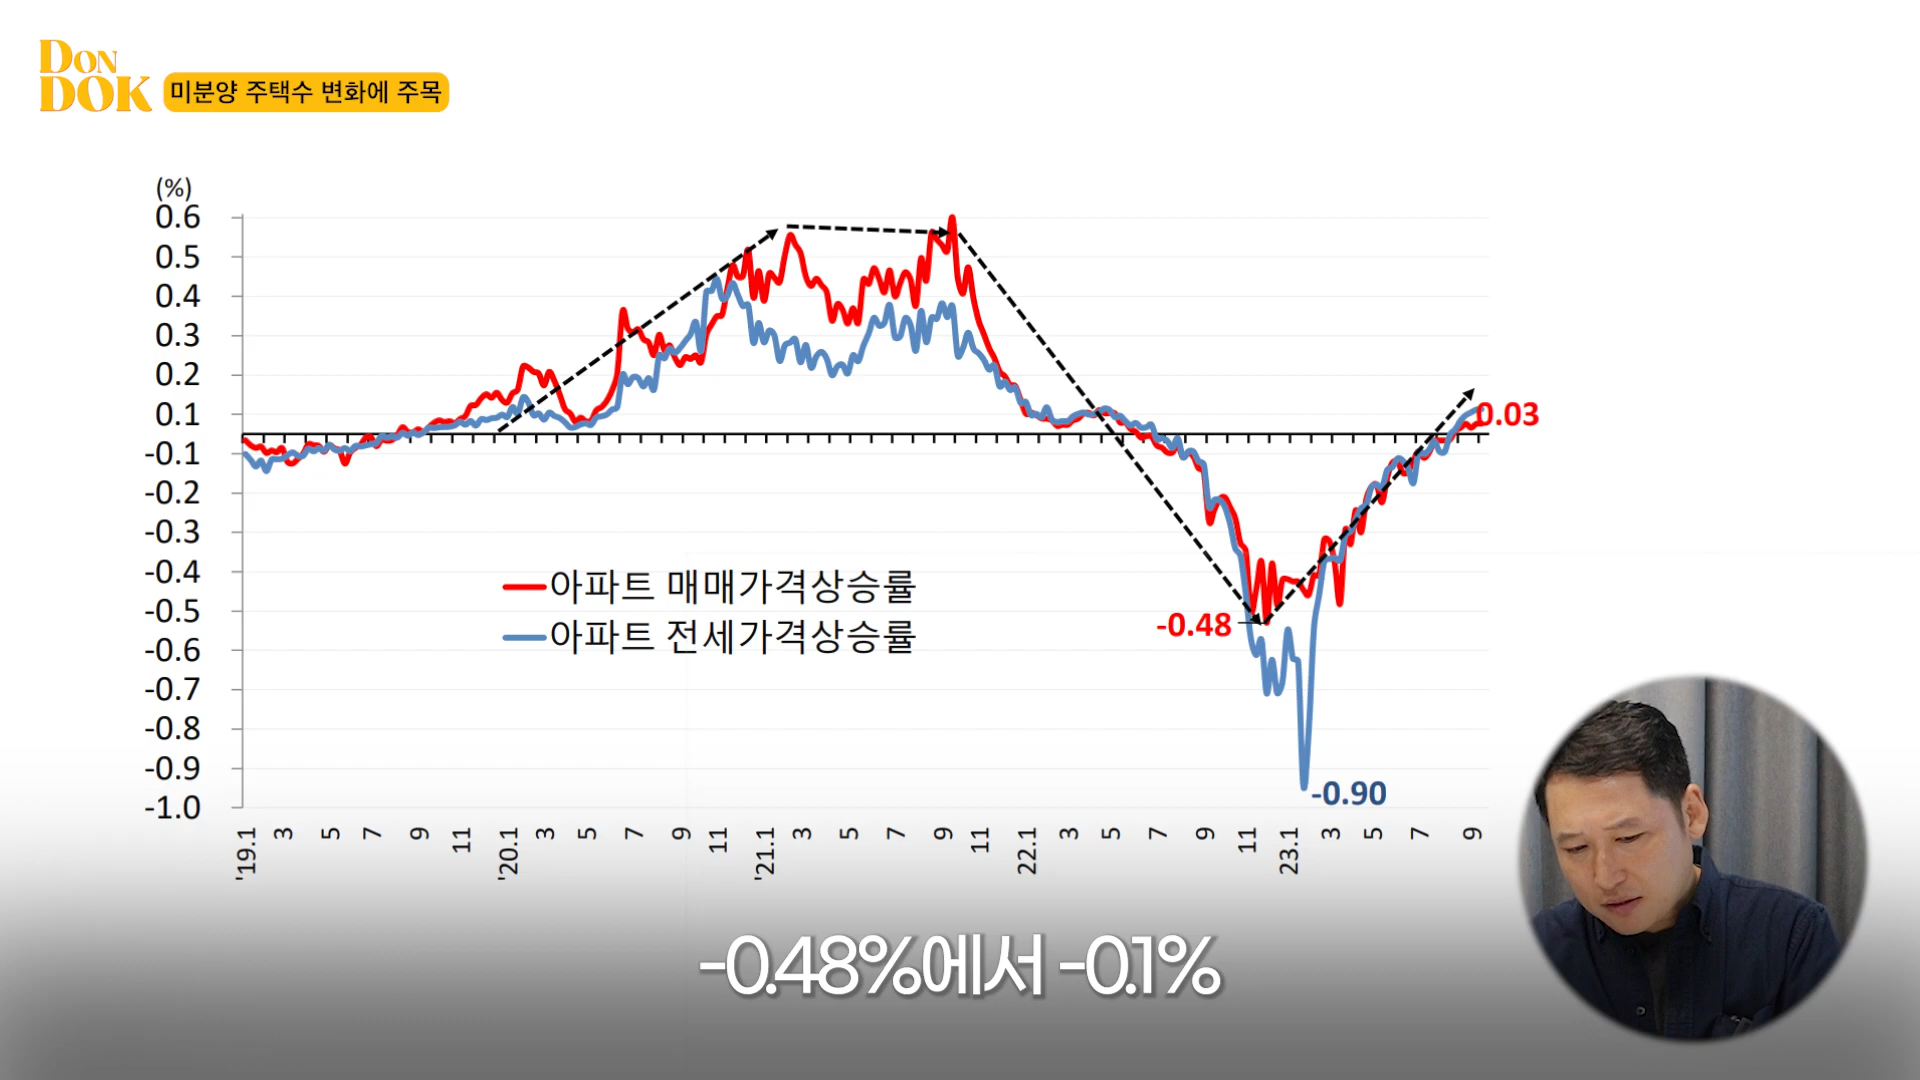 DON
DOK
미분양 주택수 변화에 주목
(%)
0.6
0.5
0.4
0.3
0.2
0.1
-0.1
-0.2
-0.3
-0.4
-0.5
-0.6
-0.7
-0.8
-0.9
-1.0
0.03
아파트 매매가격상승률
아파트 전세가격상승률
-0.48
-0.90
'19.1 3 5 7 9 11 '20.1 3 5 7 9 11 '21.1 3 5 7 9 11 22.1 3 5 7 9 11 23.1 3 5 7 9
-0.48%에서 -0.1%